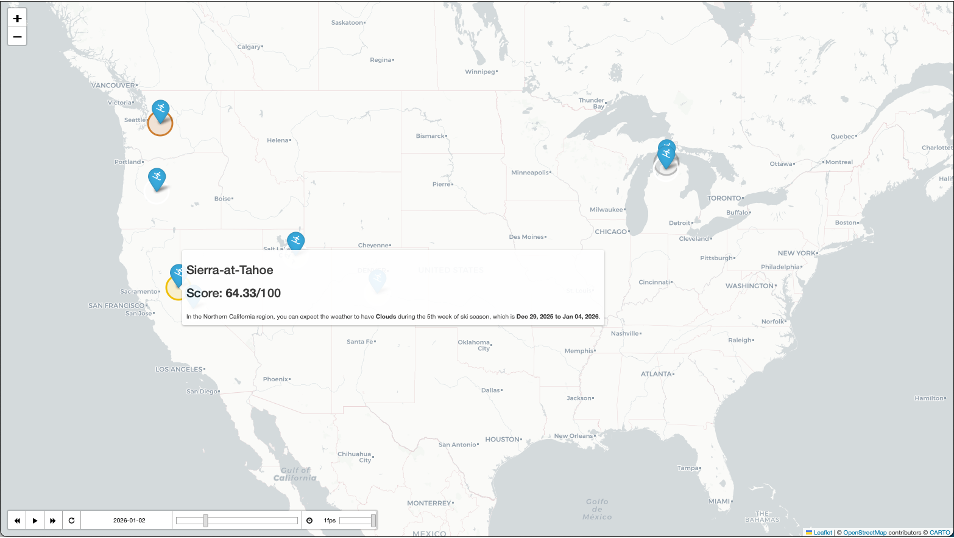 +
−
Saskatoon
Calgary
Regina
Winnipeg
VANCOUVER
Victoria
Seattle
Thunder
Bay
Quebec
Helena
Bismarck
Charlottet
Portland
Ottawa
Montreal
Minneapolis
Boise
Pierre
TORONTO
Milwaukee
Buffalo
Detroit
Boston
CHICAGO
Des Moines
Cleveland
Salt L
Cheyenne
Pittsburgh
NEW YORK
Philadelphia
Sierra-at-Tahoe
Score: 64.33/100
In the Northern California region, you can expect the weather to have Clouds during the 5th week of ski season, which is Dec 29, 2025 to Jan 04, 2026.
Sacramento
SAN FRANCISCO
San Jose
Cincinnati
WASHINGTON
Norfolk
Nashville
Raleigh
Santa Fe
Oklahoma
City
Memphis
LOS ANGELES
Phoenix
ATLANTA
San Diego
Dallas
Jackson
Hamilton
San Antonio
HOUSTON
New Orleans
Chihuahua
City
Gulf of
California
Tampa
MONTERREY
Golfo
de
México
MIAMI
THE
BAHAMAS
MEXICO
2026-01-02
1fps
Leaflet | © OpenStreetMap contributors © CARTO